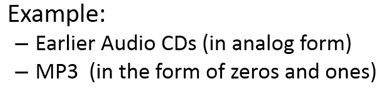 Example:
– Earlier Audio CDs (in analog form)
– MP3  (in the form of zeros and ones)